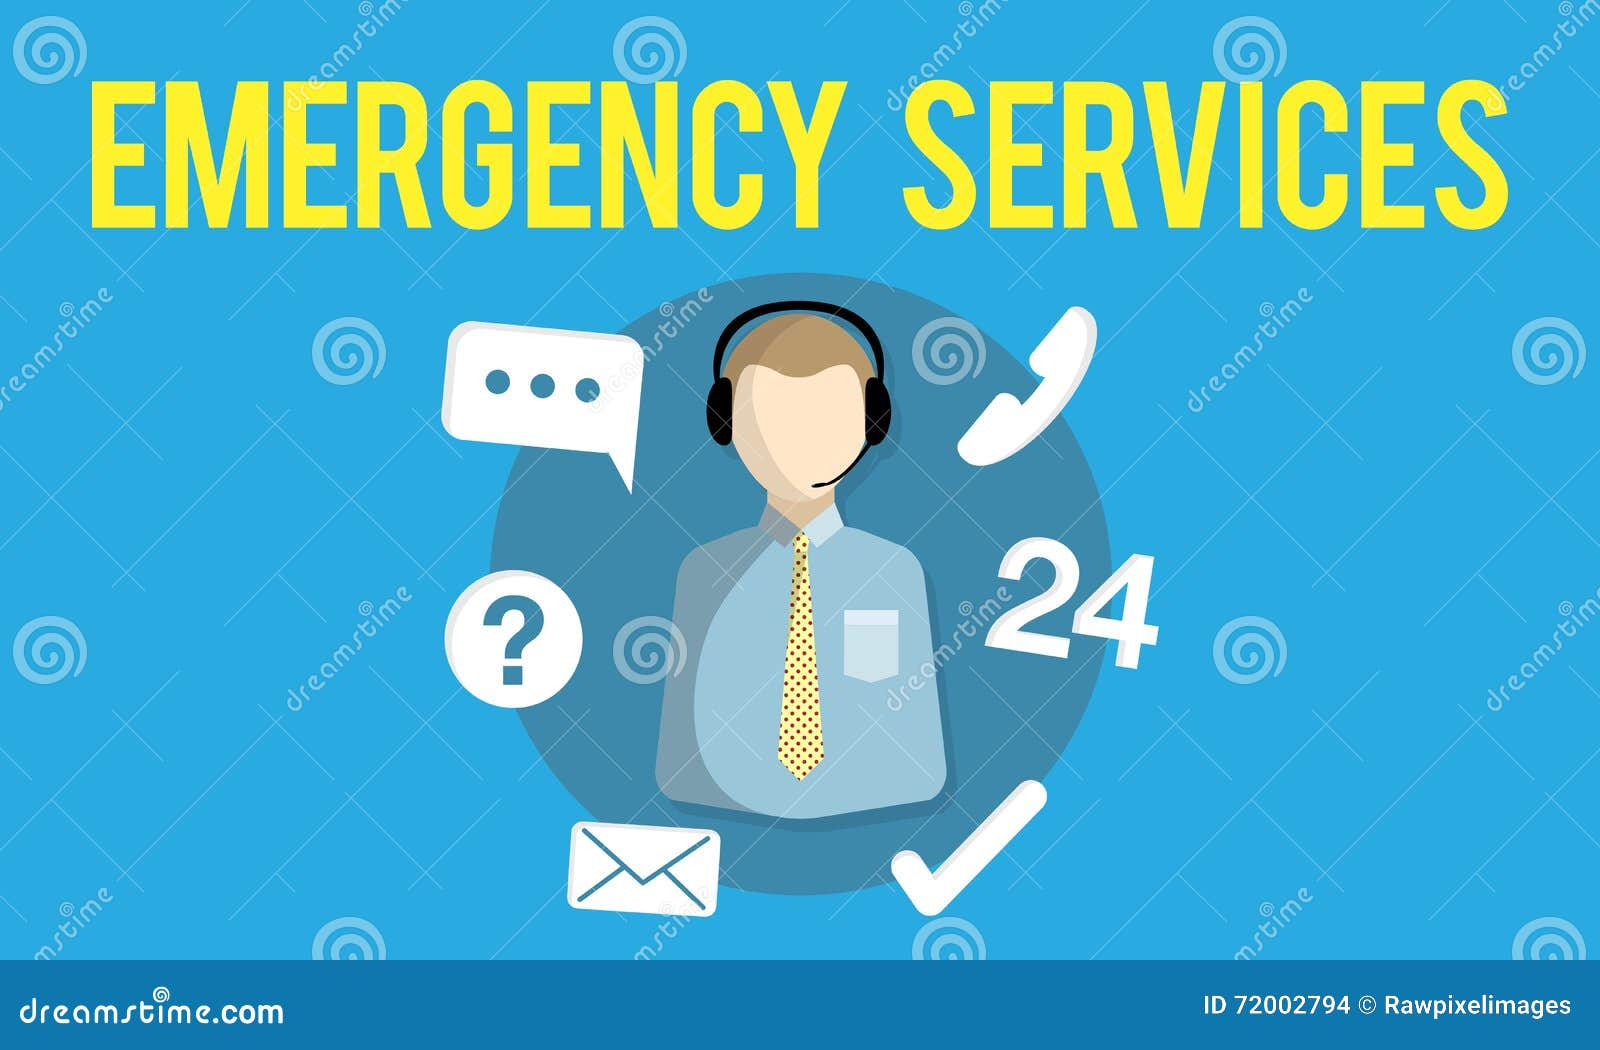 EMERGENCY SERVICES
?
24
dreamstime.com
ID 72002794 © Rawpixelimages